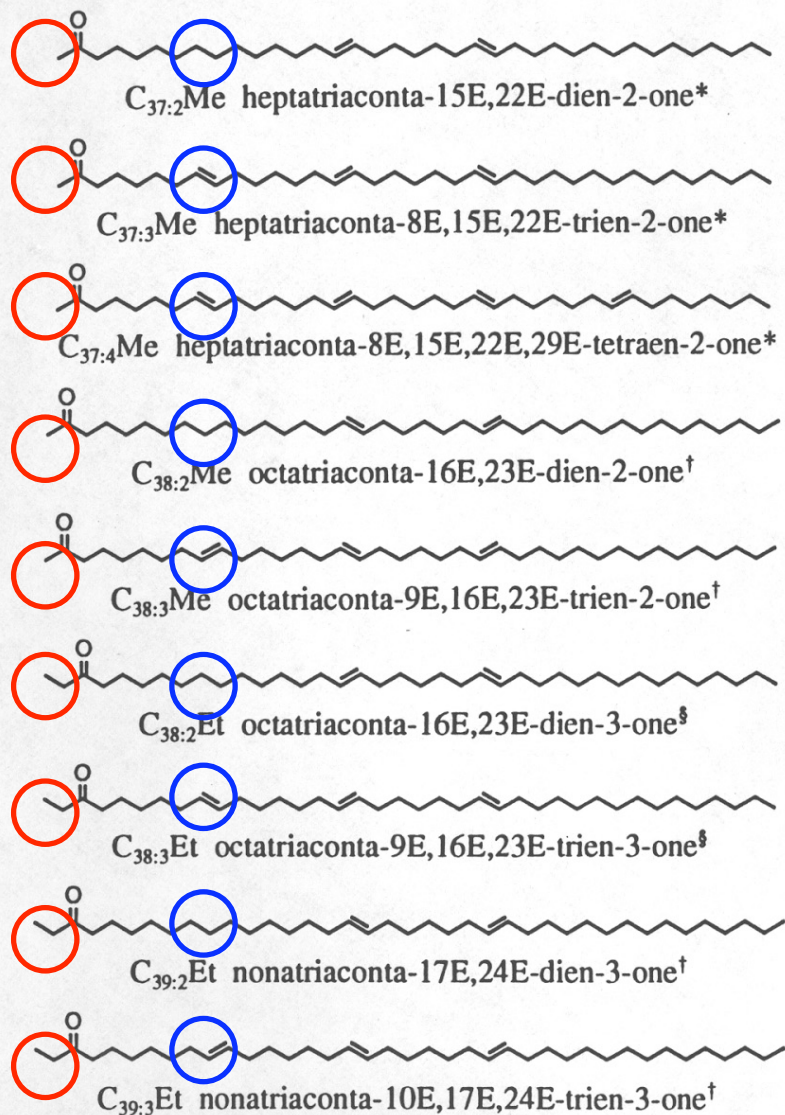 O
C37:2Me heptatriaconta-15E,22E-dien-2-one*
O
C37:3Me heptatriaconta-8E,15E,22E-trien-2-one*
O
C37:4Me heptatriaconta-8E,15E,22E,29E-tetraen-2-one*
O
C38:2Me octatriaconta-16E,23E-dien-2-one†
O
C38:3Me octatriaconta-9E,16E,23E-trien-2-one†
O
C38:2Et octatriaconta-16E,23E-dien-3-one§
O
C38:3Et octatriaconta-9E,16E,23E-trien-3-one§
O
C39:2Et nonatriaconta-17E,24E-dien-3-one†
O
C39:3Et nonatriaconta-10E,17E,24E-trien-3-one†